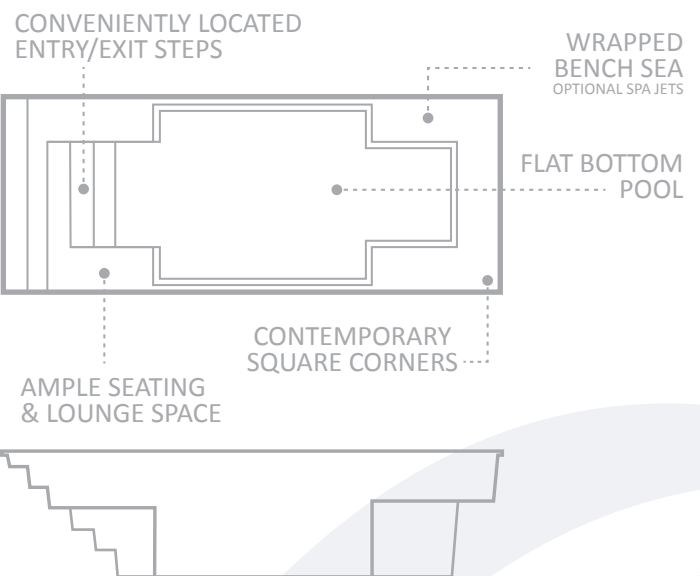 CONVENIENTLY LOCATED
ENTRY/EXIT STEPS
WRAPPED
BENCH SEA
OPTIONAL SPA JETS
FLAT BOTTOM
POOL
CONTEMPORARY
SQUARE CORNERS
AMPLE SEATING
& LOUNGE SPACE